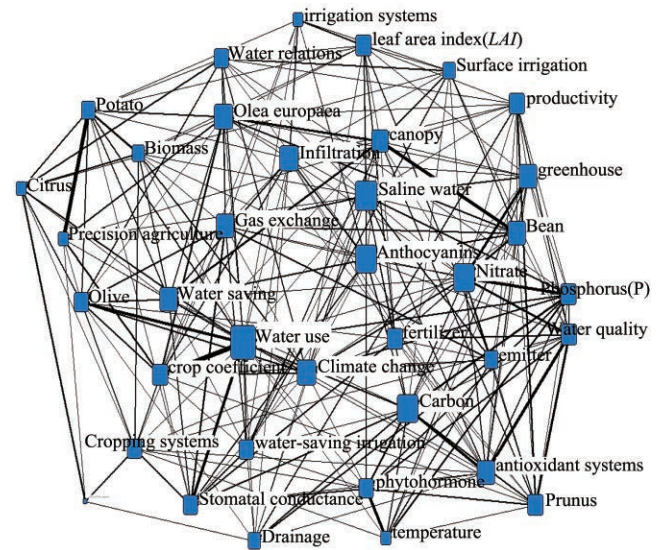 irrigation systems
leaf area index(LAI)
Water relations
Surface irrigation
Potato
productivity
Olea europaea
canopy
Biomass
Infiltration
greenhouse
Citrus
Saline water
Gas exchange
Bean
Precision agriculture
Anthocyanins
Nitrate
Phosphorus(P)
Olive
Water saving
Water use
fertilizer
Water quality
crop coefficients
Climate change
emitter
Carbon
Cropping systems
water-saving irrigation
antioxidant systems
phytohormone
Stomatal conductance
Prunus
Drainage
temperature